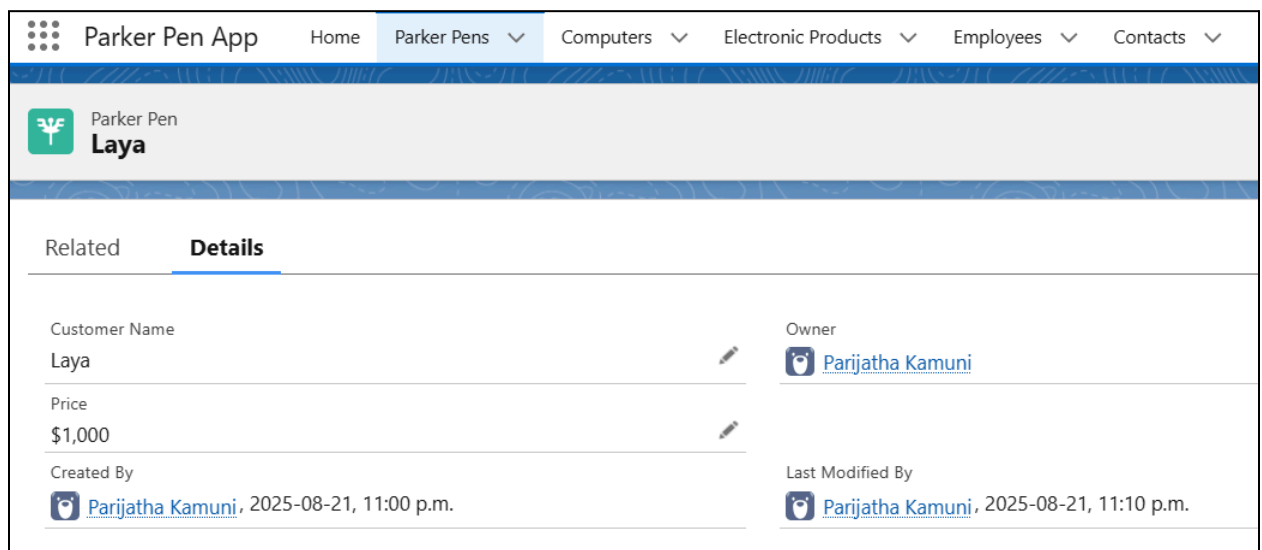 Parker Pen App Home Parker Pens Computers Electronic Products Employees Contacts
Parker Pen
Laya
Related Details
Customer Name
Laya
Owner
Parijatha Kamuni
Price
$1,000
Created By
Parijatha Kamuni, 2025-08-21, 11:00 p.m.
Last Modified By
Parijatha Kamuni, 2025-08-21, 11:10 p.m.